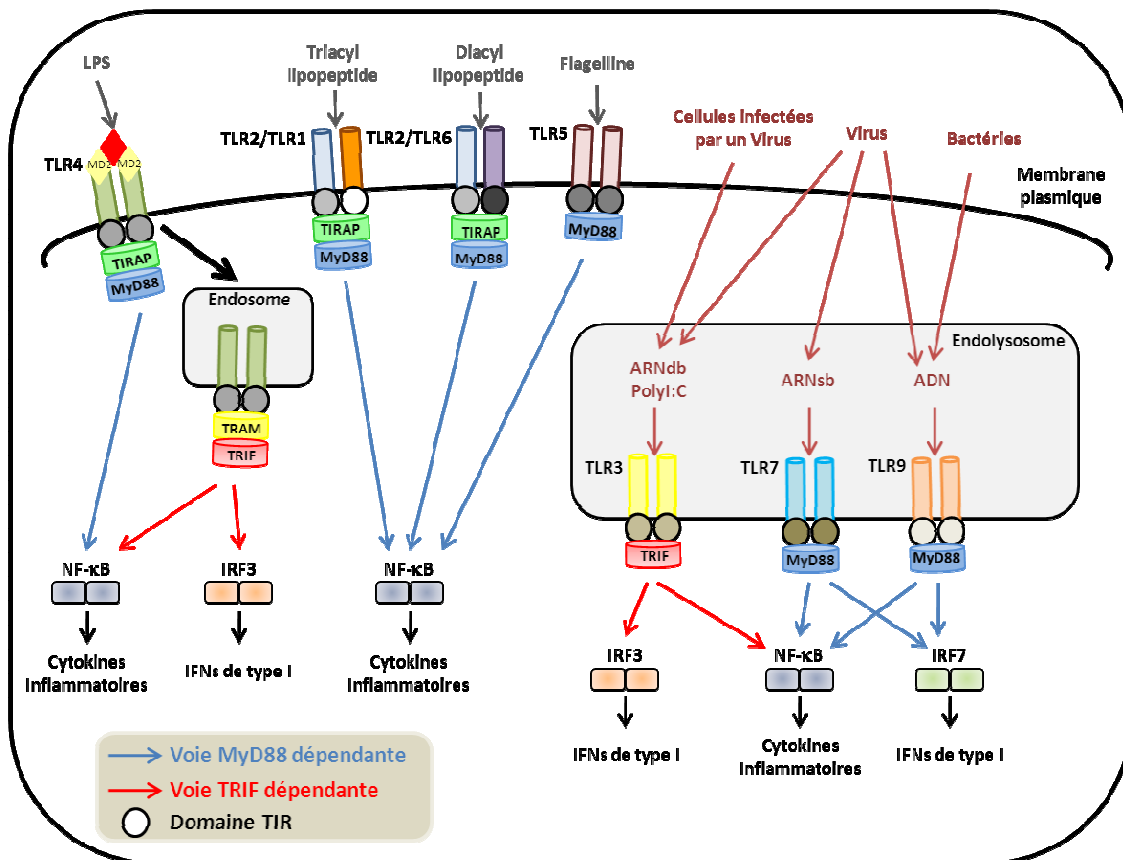 LPS
Triacyl
lipopeptide
Diacyl
lipopeptide
Flagelline
TLR4
MD2
MD2
TLR2/TLR1
TLR2/TLR6
TLR5
Cellules infectées
par un Virus
Virus
Bactéries
Membrane
plasmique
TIRAP
MyD88
TIRAP
MyD88
TIRAP
MyD88
MyD88
Endosome
TRAM
TRIF
Endolysosome
ARNdb
PolyI:C
ARNsb
ADN
TLR3
TLR7
TLR9
TRIF
MyD88
MyD88
NF-κB
IRF3
NF-κB
Cytokines
Inflammatoires
IFNs de type I
Cytokines
Inflammatoires
IRF3
NF-κB
IRF7
IFNs de type I
Cytokines
Inflammatoires
IFNs de type I
Voie MyD88 dépendante
Voie TRIF dépendante
Domaine TIR